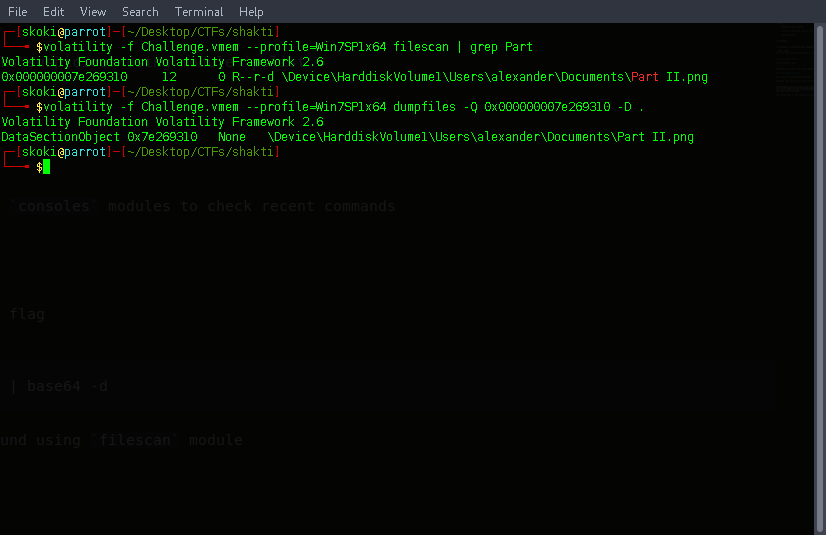 File Edit View Search Terminal Help
┌─[skoki@parrot]─[~/Desktop/CTFs/shakti]
└──╼ $volatility -f Challenge.vmem --profile=Win7SP1x64 filescan | grep Part
Volatility Foundation Volatility Framework 2.6
0x000000007e269310     12      0 R--r-d \Device\HarddiskVolume1\Users\alexander\Documents\Part II.png
┌─[skoki@parrot]─[~/Desktop/CTFs/shakti]
└──╼ $volatility -f Challenge.vmem --profile=Win7SP1x64 dumpfiles -Q 0x000000007e269310 -D .
Volatility Foundation Volatility Framework 2.6
DataSectionObject 0x7e269310   None   \Device\HarddiskVolume1\Users\alexander\Documents\Part II.png
┌─[skoki@parrot]─[~/Desktop/CTFs/shakti]
└──╼ $
`consoles` modules to check recent commands
flag
| base64 -d
und using `filescan` module